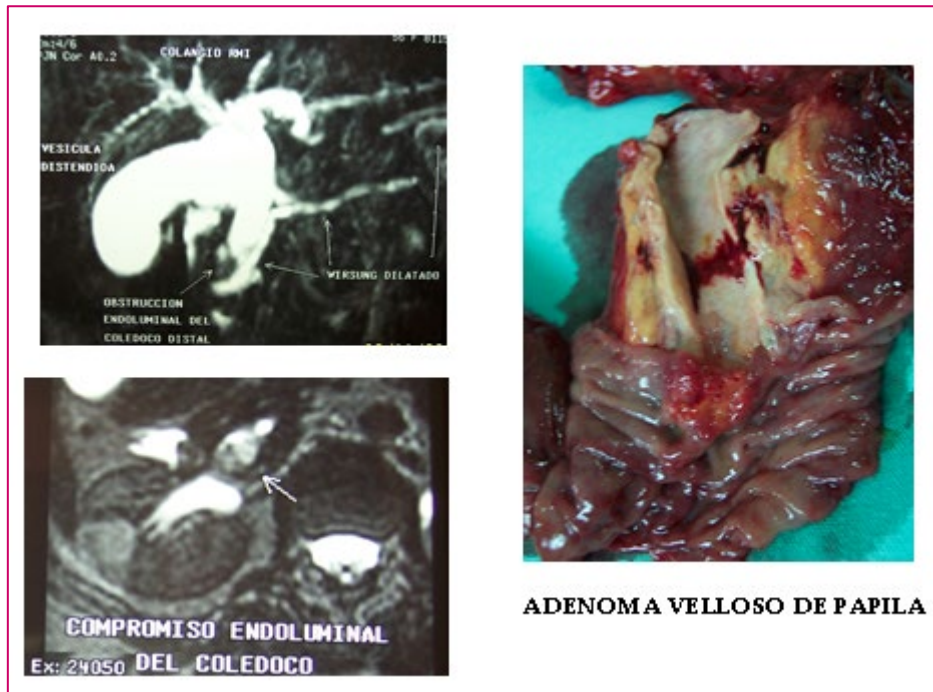 COLANGIO RMI
VESICULA
DISTENDIDA
WIRSUNG DILATADO
OBSTRUCCION
ENDOLUMINAL DEL
COLEDOCO DISTAL
COMPROMISO ENDOLUMINAL
DEL COLEDOCO
Ex: 24050
ADENOMA VELLOSO DE PAPILA